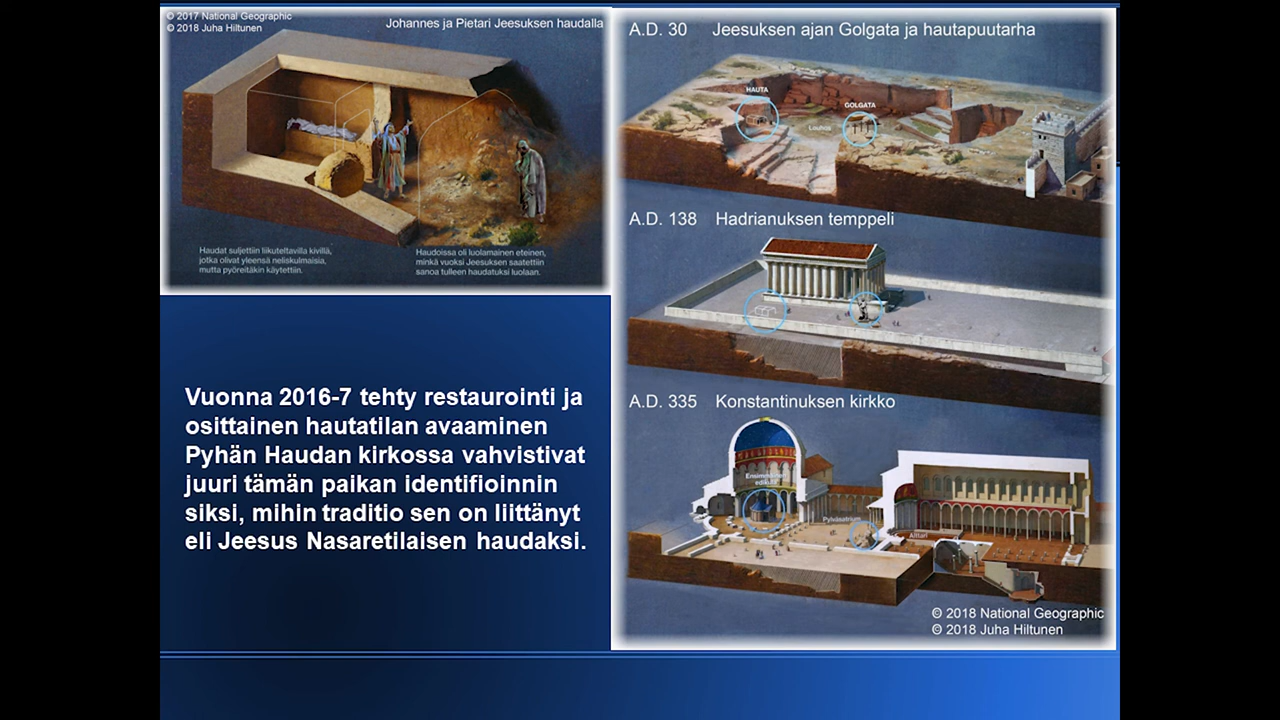 © 2017 National Geographic
© 2018 Juha Hiltunen
Johannes ja Pietari Jeesuksen haudalla
Haudat suljettiin liikuteltavilla kivillä,
jotka olivat yleensä neliskulmaisia,
mutta pyöreitäkin käytettiin.
Haudoissa oli luolamainen eteinen,
minkä vuoksi Jeesuksen saatettiin
sanoa tulleen haudatuksi luolaan.
Vuonna 2016-7 tehty restaurointi ja
osittainen hautatilan avaaminen
Pyhän Haudan kirkossa vahvistivat
juuri tämän paikan identifioinnin
siksi, mihin traditio sen on liittänyt
eli Jeesus Nasaretilaisen haudaksi.
A.D. 30 Jeesuksen ajan Golgata ja hautapuutarha
HAUTA
GOLGATA
Louhos
A.D. 138 Hadrianuksen temppeli
A.D. 335 Konstantinuksen kirkko
Ensimmäinen
edikula
Pylväsatrium
Alttari
© 2018 National Geographic
© 2018 Juha Hiltunen